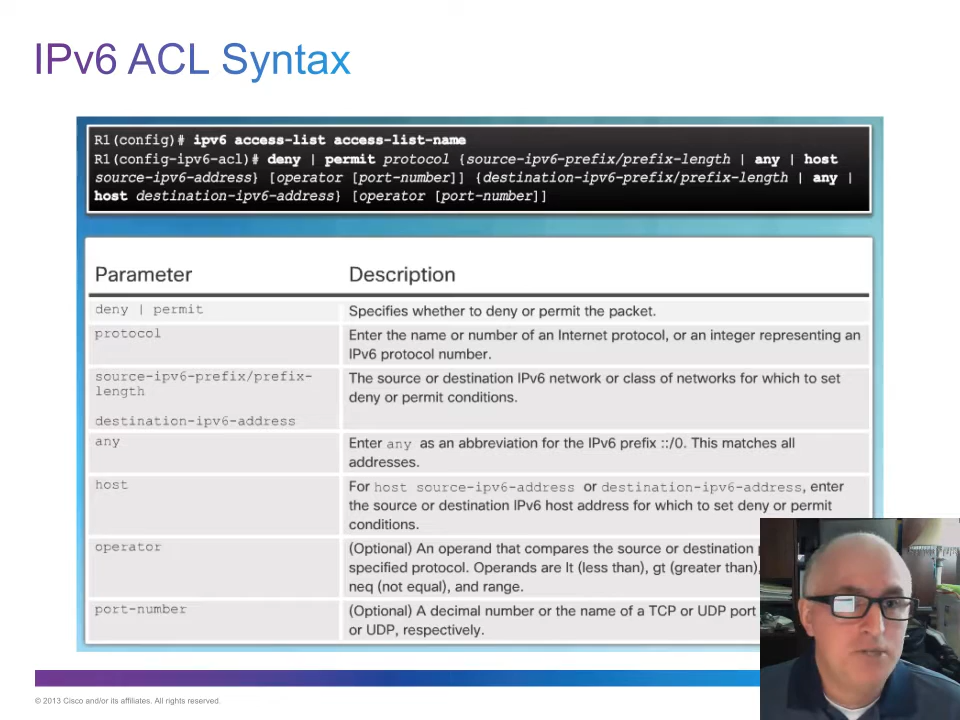 IPv6 ACL Syntax
R1(config)# ipv6 access-list access-list-name
R1(config-ipv6-acl)# deny | permit protocol {source-ipv6-prefix/prefix-length | any | host
source-ipv6-address} [operator [port-number]] {destination-ipv6-prefix/prefix-length | any |
host destination-ipv6-address} [operator [port-number]]
Parameter Description
deny | permit Specifies whether to deny or permit the packet.
protocol Enter the name or number of an Internet protocol, or an integer representing an
IPv6 protocol number.
source-ipv6-prefix/prefix-
length
destination-ipv6-address
The source or destination IPv6 network or class of networks for which to set
deny or permit conditions.
any Enter any as an abbreviation for the IPv6 prefix ::/0. This matches all
addresses.
host For host source-ipv6-address or destination-ipv6-address, enter
the source or destination IPv6 host address for which to set deny or permit
conditions.
operator (Optional) An operand that compares the source or destination
specified protocol. Operands are lt (less than), gt (greater than),
neq (not equal), and range.
port-number (Optional) A decimal number or the name of a TCP or UDP port
or UDP, respectively.
© 2013 Cisco and/or its affiliates. All rights reserved.